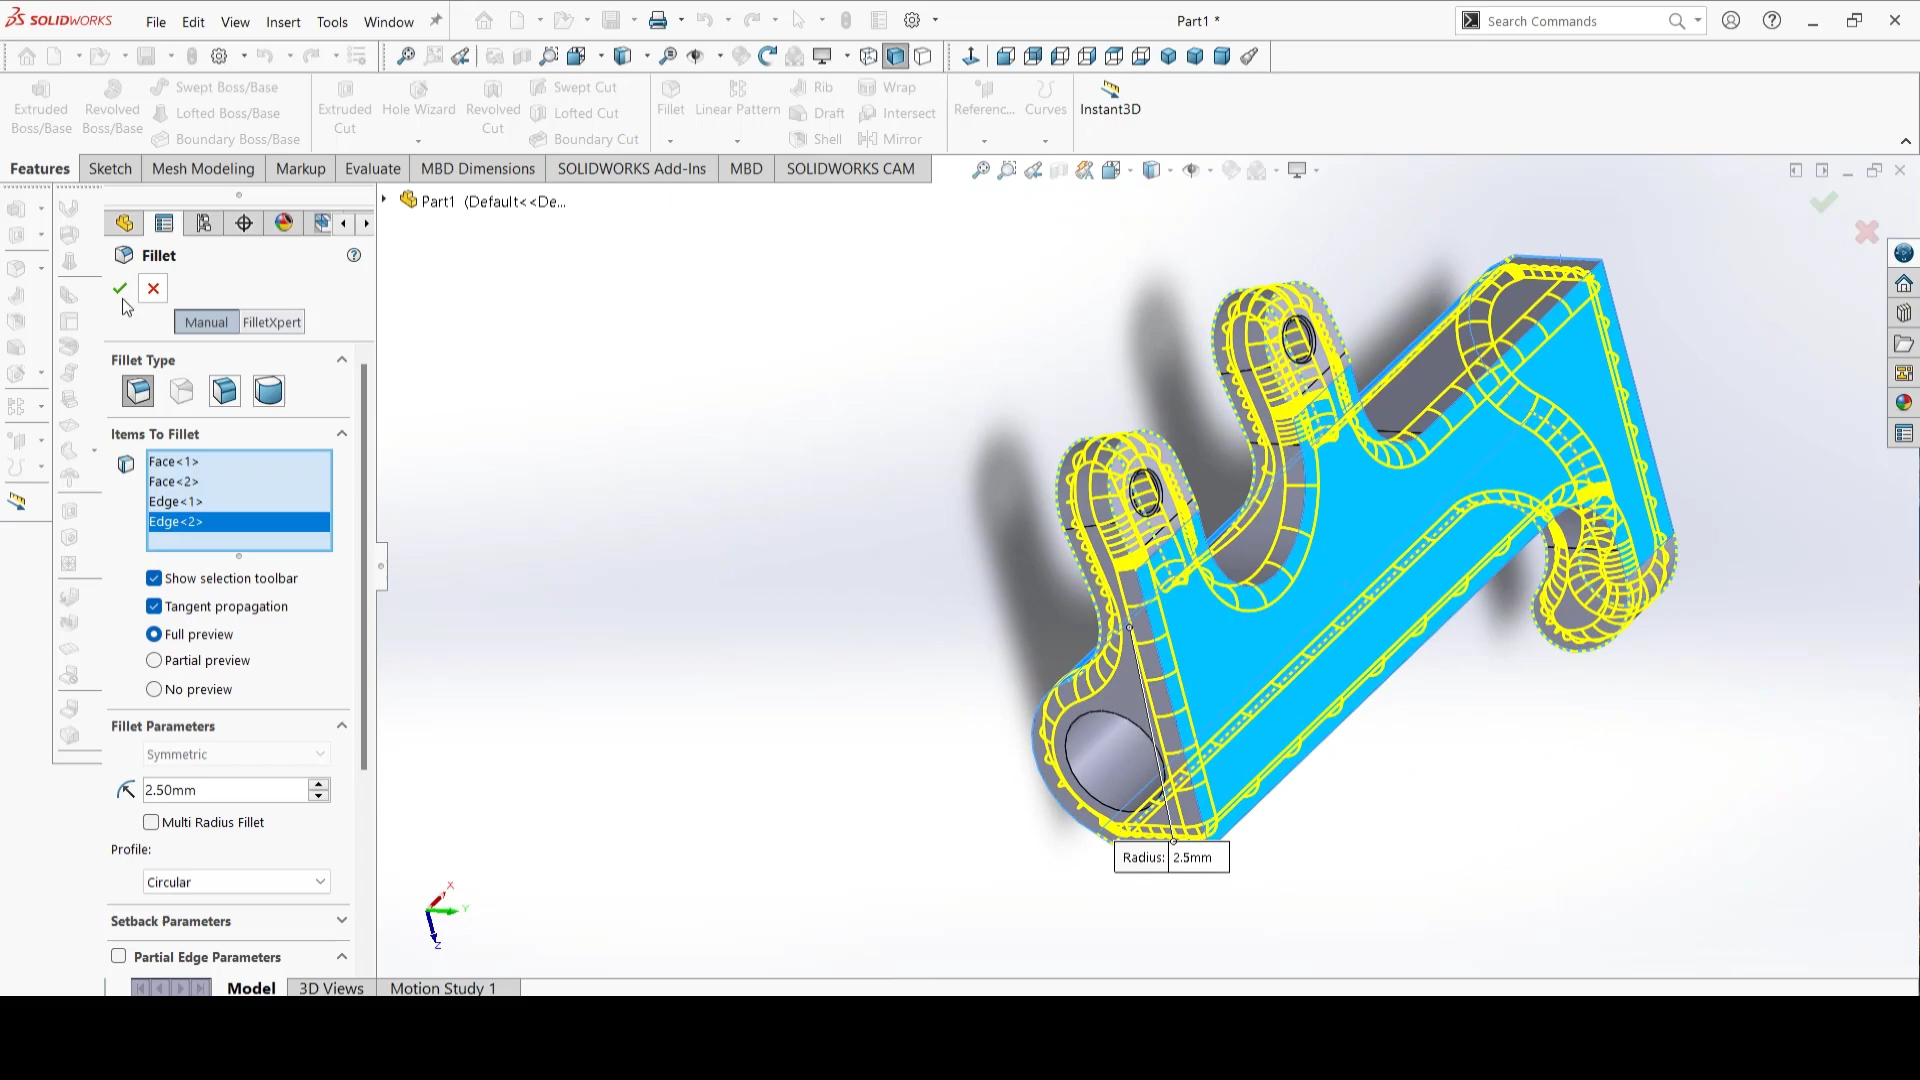 SOLIDWORKS File Edit View Insert Tools Window Part1 * Search Commands
Extruded Boss/Base
Revolved Boss/Base
Swept Boss/Base
Lofted Boss/Base
Boundary Boss/Base
Extruded Cut
Hole Wizard
Revolved Cut
Swept Cut
Lofted Cut
Boundary Cut
Fillet
Linear Pattern
Rib
Draft
Shell
Wrap
Intersect
Mirror
Referenc...
Curves
Instant3D
Features Sketch Mesh Modeling Markup Evaluate MBD Dimensions SOLIDWORKS Add-Ins MBD SOLIDWORKS CAM
Part1 (Default<<De...
Fillet
Manual FilletXpert
Fillet Type
Items To Fillet
Face<1>
Face<2>
Edge<1>
Edge<2>
Show selection toolbar
Tangent propagation
Full preview
Partial preview
No preview
Fillet Parameters
Symmetric
2.50mm
Multi Radius Fillet
Profile:
Circular
Setback Parameters
Partial Edge Parameters
Radius: 2.5mm
X
Y
Z
Model 3D Views Motion Study 1